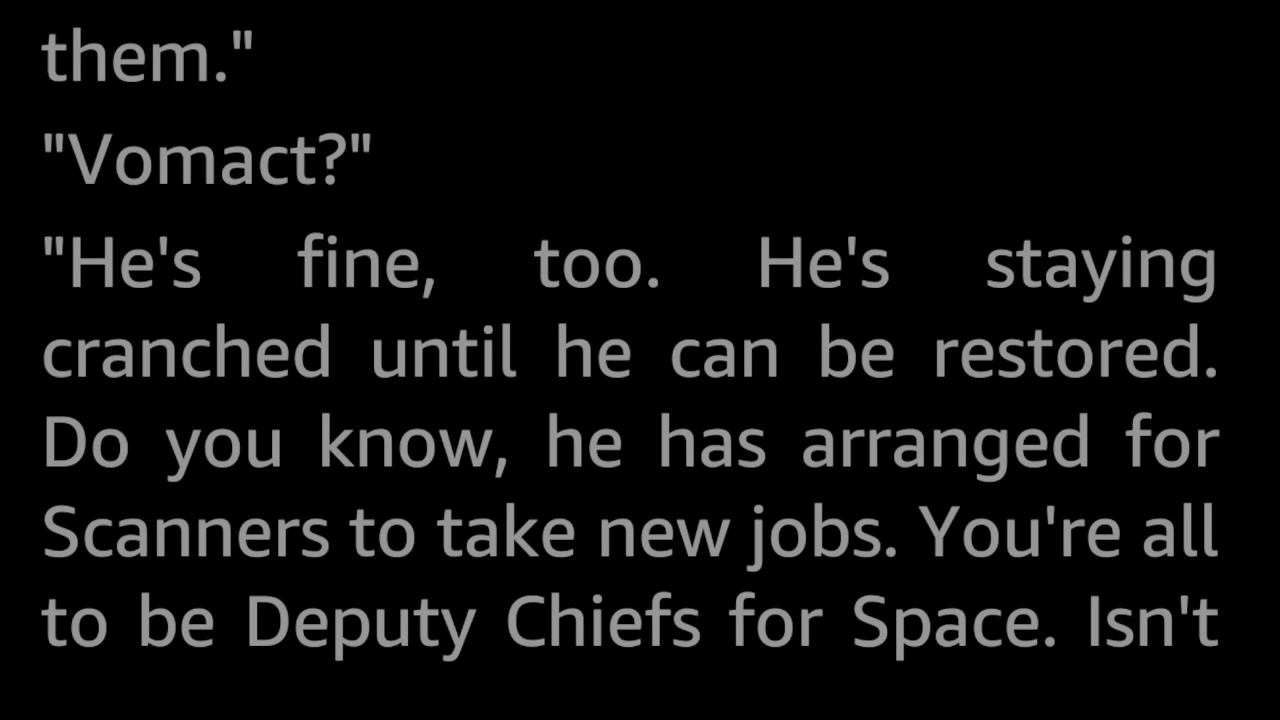 them."
"Vomact?"
"He's fine, too. He's staying
cranched until he can be restored.
Do you know, he has arranged for
Scanners to take new jobs. You're all
to be Deputy Chiefs for Space. Isn't